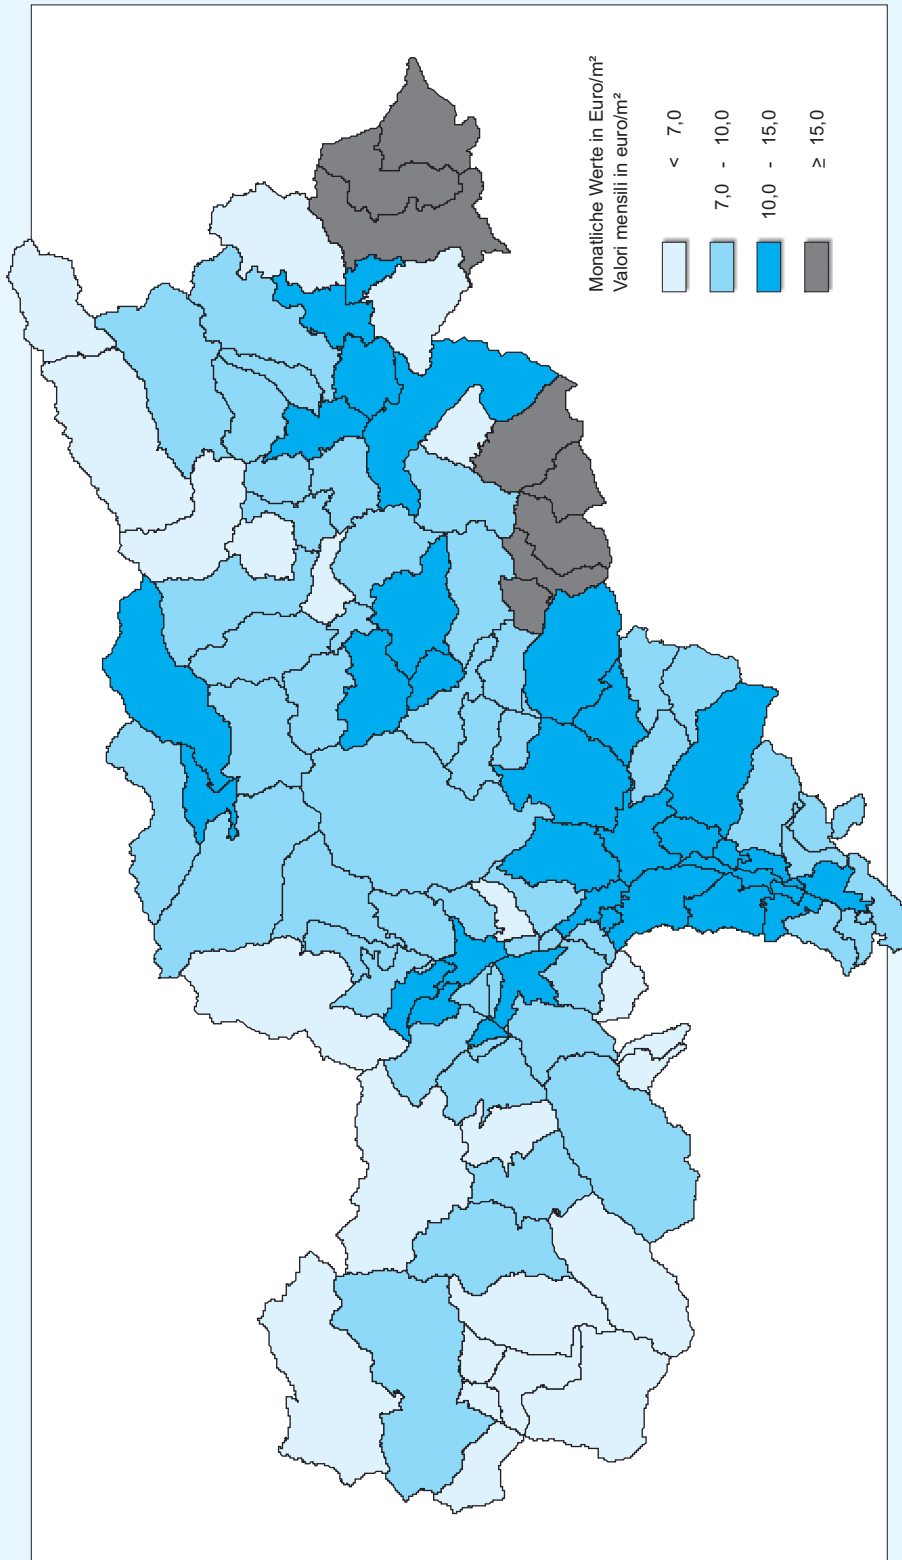 Monatliche Werte in Euro/m²
Valori mensili in euro/m²
< 7,0
7,0 - 10,0
10,0 - 15,0
≥ 15,0